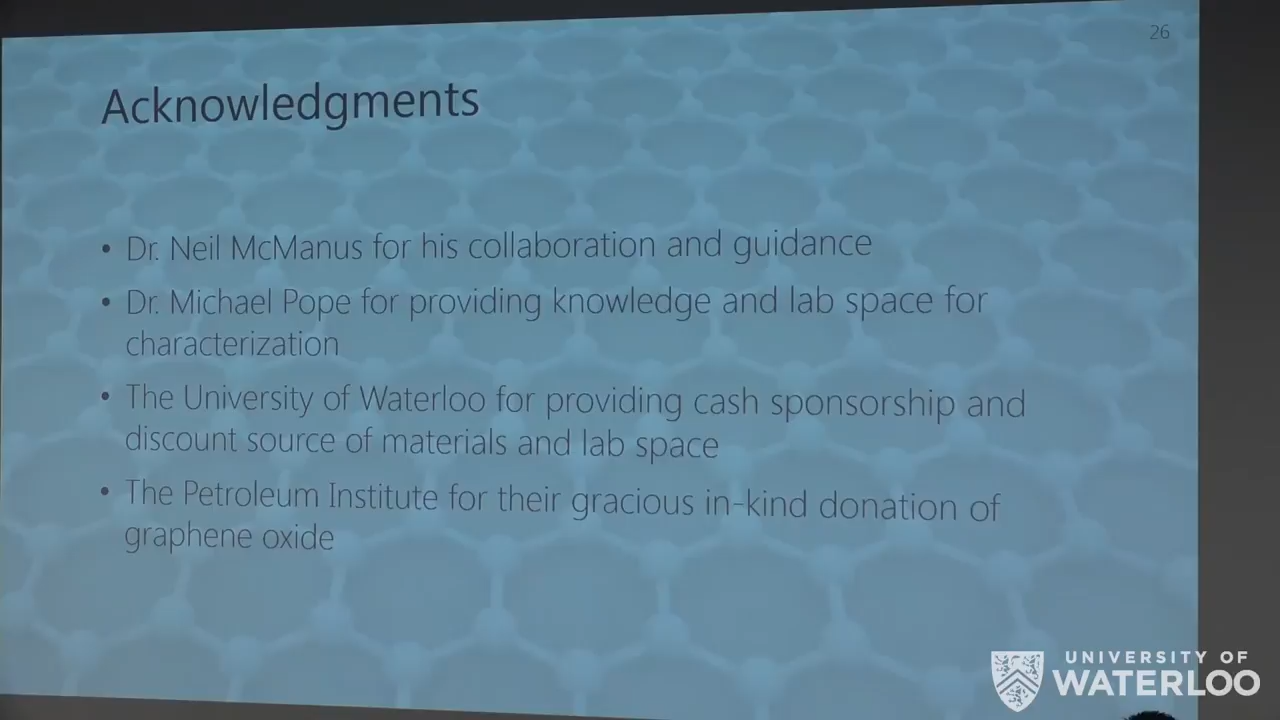 26
Acknowledgments
• Dr. Neil McManus for his collaboration and guidance
• Dr. Michael Pope for providing knowledge and lab space for
characterization
• The University of Waterloo for providing cash sponsorship and
discount source of materials and lab space
• The Petroleum Institute for their gracious in-kind donation of
graphene oxide
UNIVERSITY OF
WATERLOO